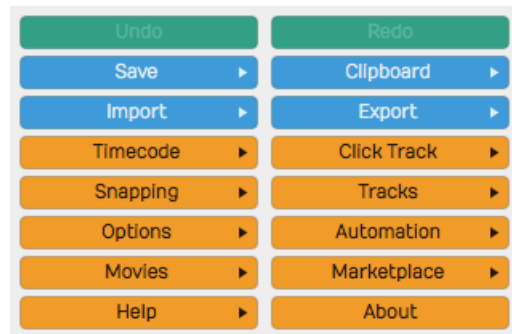 Undo Redo
Save Clipboard
Import Export
Timecode Click Track
Snapping Tracks
Options Automation
Movies Marketplace
Help About